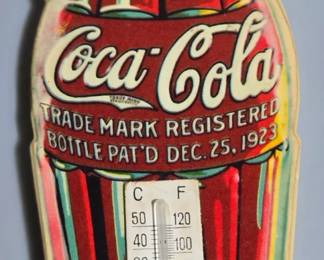 Coca-Cola
TRADE MARK REGISTERED
BOTTLE PAT'D DEC. 25, 1923
C F
50 120
40 100